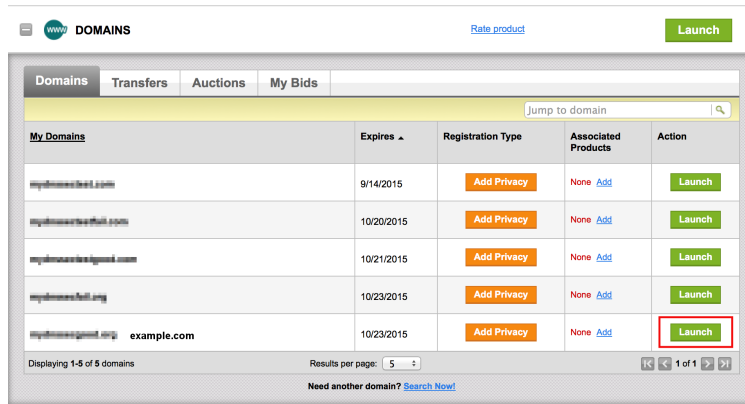 www DOMAINS Rate product Launch
Domains Transfers Auctions My Bids
Jump to domain
My Domains Expires Registration Type Associated Products Action
9/14/2015 Add Privacy None Add Launch
10/20/2015 Add Privacy None Add Launch
10/21/2015 Add Privacy None Add Launch
10/23/2015 Add Privacy None Add Launch
example.com 10/23/2015 Add Privacy None Add Launch
Displaying 1-5 of 5 domains Results per page: 5 1 of 1
Need another domain? Search Now!